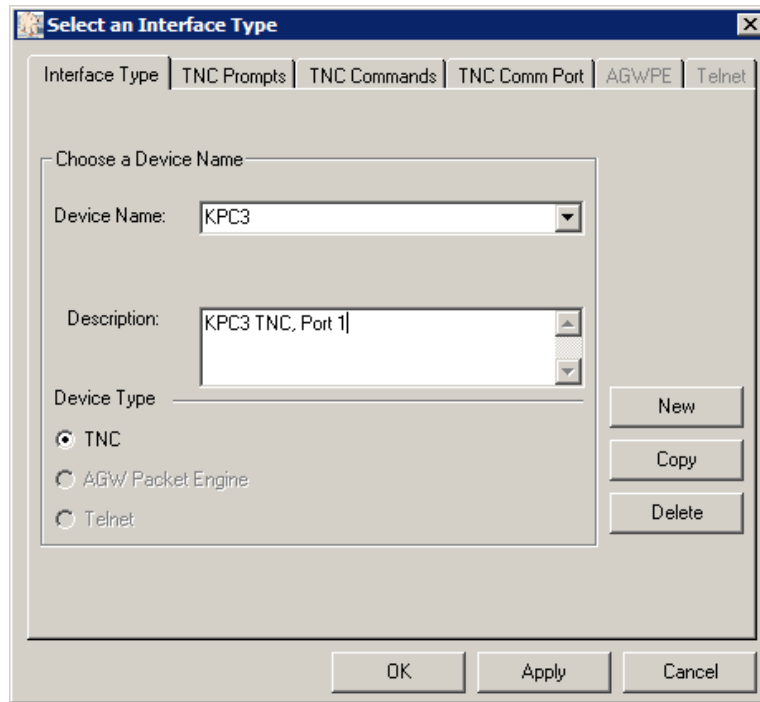 Select an Interface Type
Interface Type TNC Prompts TNC Commands TNC Comm Port AGWPE Telnet
Choose a Device Name
Device Name: KPC3
Description: KPC3 TNC, Port 1
Device Type
New
TNC
Copy
AGW Packet Engine
Delete
Telnet
OK Apply Cancel